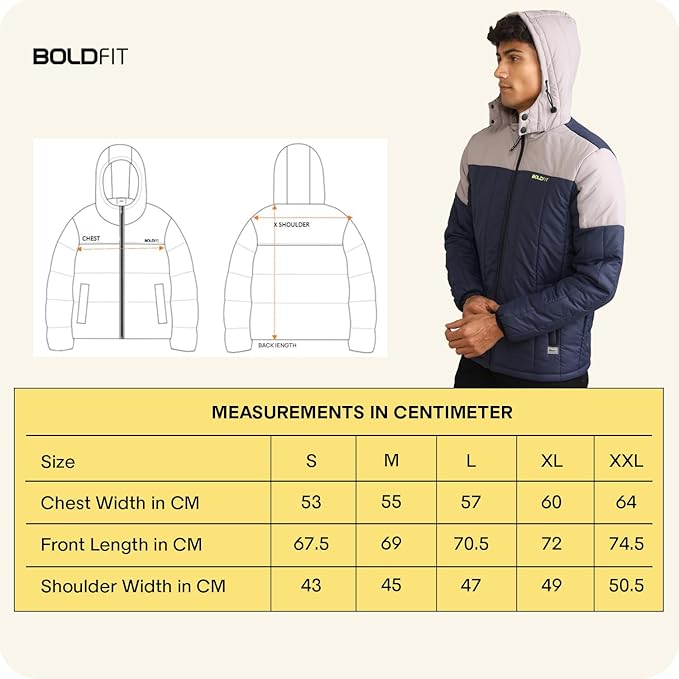 BOLDFIT
CHEST
BOLDFIT
X SHOULDER
BACK LENGTH
BOLDFIT
MEASUREMENTS IN CENTIMETER
Size S M L XL XXL
Chest Width in CM 53 55 57 60 64
Front Length in CM 67.5 69 70.5 72 74.5
Shoulder Width in CM 43 45 47 49 50.5